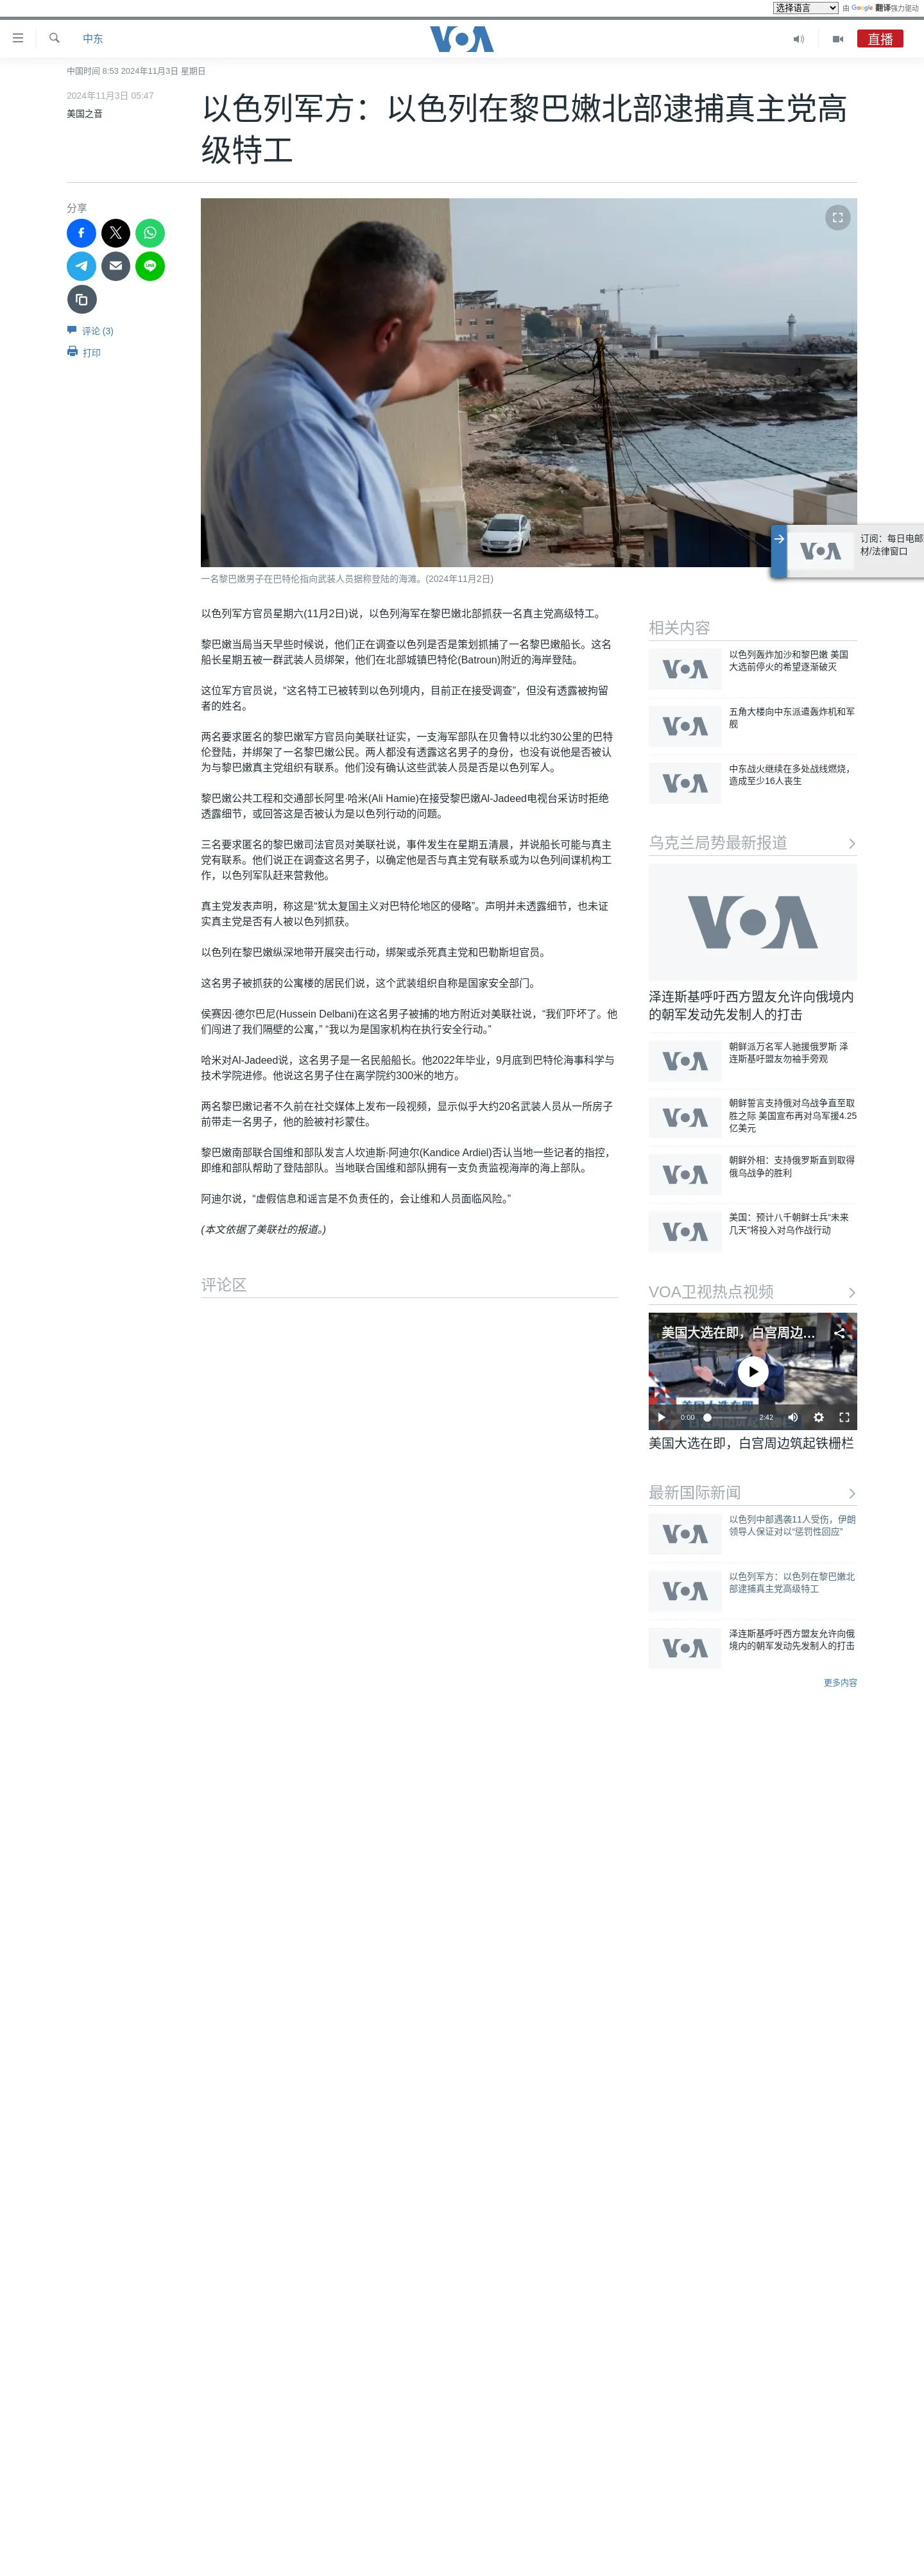 选择语言 由 Google 翻译强力驱动
中东
VOA
直播
中国时间 8:53 2024年11月3日 星期日
2024年11月3日 05:47
美国之音
以色列军方：以色列在黎巴嫩北部逮捕真主党高
级特工
分享
评论 (3)
打印
一名黎巴嫩男子在巴特伦指向武装人员据称登陆的海滩。(2024年11月2日)
VOA
订阅：每日电邮
材/法律窗口
以色列军方官员星期六(11月2日)说，以色列海军在黎巴嫩北部抓获一名真主党高级特工。
黎巴嫩当局当天早些时候说，他们正在调查以色列是否是策划抓捕了一名黎巴嫩船长。这名
船长星期五被一群武装人员绑架，他们在北部城镇巴特伦(Batroun)附近的海岸登陆。
这位军方官员说，“这名特工已被转到以色列境内，目前正在接受调查”，但没有透露被拘留
者的姓名。
两名要求匿名的黎巴嫩军方官员向美联社证实，一支海军部队在贝鲁特以北约30公里的巴特
伦登陆，并绑架了一名黎巴嫩公民。两人都没有透露这名男子的身份，也没有说他是否被认
为与黎巴嫩真主党组织有联系。他们没有确认这些武装人员是否是以色列军人。
黎巴嫩公共工程和交通部长阿里·哈米(Ali Hamie)在接受黎巴嫩Al-Jadeed电视台采访时拒绝
透露细节，或回答这是否被认为是以色列行动的问题。
三名要求匿名的黎巴嫩司法官员对美联社说，事件发生在星期五清晨，并说船长可能与真主
党有联系。他们说正在调查这名男子，以确定他是否与真主党有联系或为以色列间谍机构工
作，以色列军队赶来营救他。
真主党发表声明，称这是“犹太复国主义对巴特伦地区的侵略”。声明并未透露细节，也未证
实真主党是否有人被以色列抓获。
以色列在黎巴嫩纵深地带开展突击行动，绑架或杀死真主党和巴勒斯坦官员。
这名男子被抓获的公寓楼的居民们说，这个武装组织自称是国家安全部门。
侯赛因·德尔巴尼(Hussein Delbani)在这名男子被捕的地方附近对美联社说，“我们吓坏了。他
们闯进了我们隔壁的公寓，” “我以为是国家机构在执行安全行动。”
哈米对Al-Jadeed说，这名男子是一名民船船长。他2022年毕业，9月底到巴特伦海事科学与
技术学院进修。他说这名男子住在离学院约300米的地方。
两名黎巴嫩记者不久前在社交媒体上发布一段视频，显示似乎大约20名武装人员从一所房子
前带走一名男子，他的脸被衬衫蒙住。
黎巴嫩南部联合国维和部队发言人坎迪斯·阿迪尔(Kandice Ardiel)否认当地一些记者的指控，
即维和部队帮助了登陆部队。当地联合国维和部队拥有一支负责监视海岸的海上部队。
阿迪尔说，“虚假信息和谣言是不负责任的，会让维和人员面临风险。”
(本文依据了美联社的报道。)
评论区
相关内容
VOA
以色列轰炸加沙和黎巴嫩 美国
大选前停火的希望逐渐破灭
VOA
五角大楼向中东派遣轰炸机和军
舰
VOA
中东战火继续在多处战线燃烧，
造成至少16人丧生
乌克兰局势最新报道
VOA
泽连斯基呼吁西方盟友允许向俄境内
的朝军发动先发制人的打击
VOA
朝鲜派万名军人驰援俄罗斯 泽
连斯基吁盟友勿袖手旁观
VOA
朝鲜誓言支持俄对乌战争直至取
胜之际 美国宣布再对乌军援4.25
亿美元
VOA
朝鲜外相：支持俄罗斯直到取得
俄乌战争的胜利
VOA
美国：预计八千朝鲜士兵“未来
几天”将投入对乌作战行动
VOA卫视热点视频
美国大选在即，白宫周边...
美国大选在即
0:00 2:42
美国大选在即，白宫周边筑起铁栅栏
最新国际新闻
VOA
以色列中部遇袭11人受伤，伊朗
领导人保证对以“惩罚性回应”
VOA
以色列军方：以色列在黎巴嫩北
部逮捕真主党高级特工
VOA
泽连斯基呼吁西方盟友允许向俄
境内的朝军发动先发制人的打击
更多内容